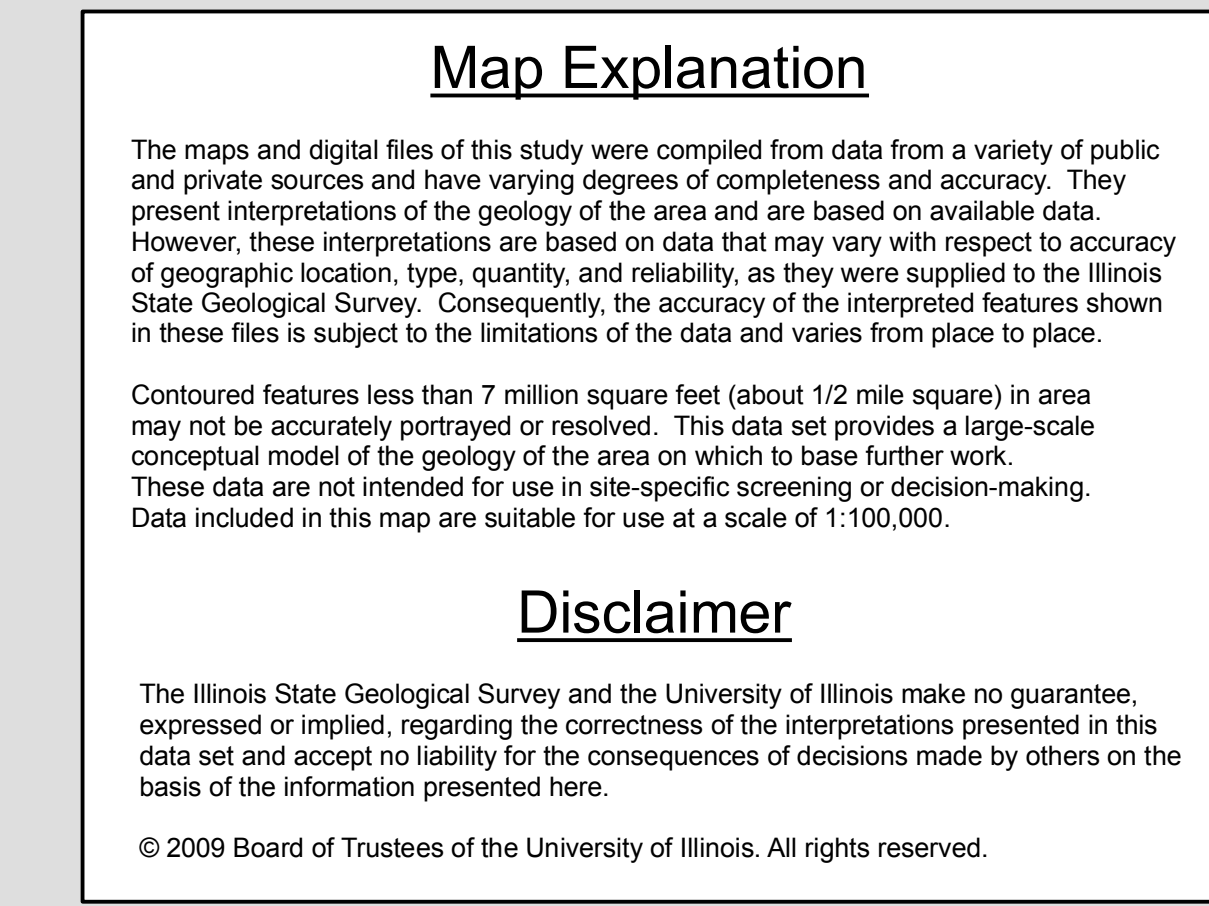 Map Explanation
The maps and digital files of this study were compiled from data from a variety of public
and private sources and have varying degrees of completeness and accuracy.  They
present interpretations of the geology of the area and are based on available data.
However, these interpretations are based on data that may vary with respect to accuracy
of geographic location, type, quantity, and reliability, as they were supplied to the Illinois
State Geological Survey.  Consequently, the accuracy of the interpreted features shown
in these files is subject to the limitations of the data and varies from place to place.
Contoured features less than 7 million square feet (about 1/2 mile square) in area
may not be accurately portrayed or resolved.  This data set provides a large-scale
conceptual model of the geology of the area on which to base further work.
These data are not intended for use in site-specific screening or decision-making.
Data included in this map are suitable for use at a scale of 1:100,000.
Disclaimer
The Illinois State Geological Survey and the University of Illinois make no guarantee,
expressed or implied, regarding the correctness of the interpretations presented in this
data set and accept no liability for the consequences of decisions made by others on the
basis of the information presented here.
© 2009 Board of Trustees of the University of Illinois. All rights reserved.